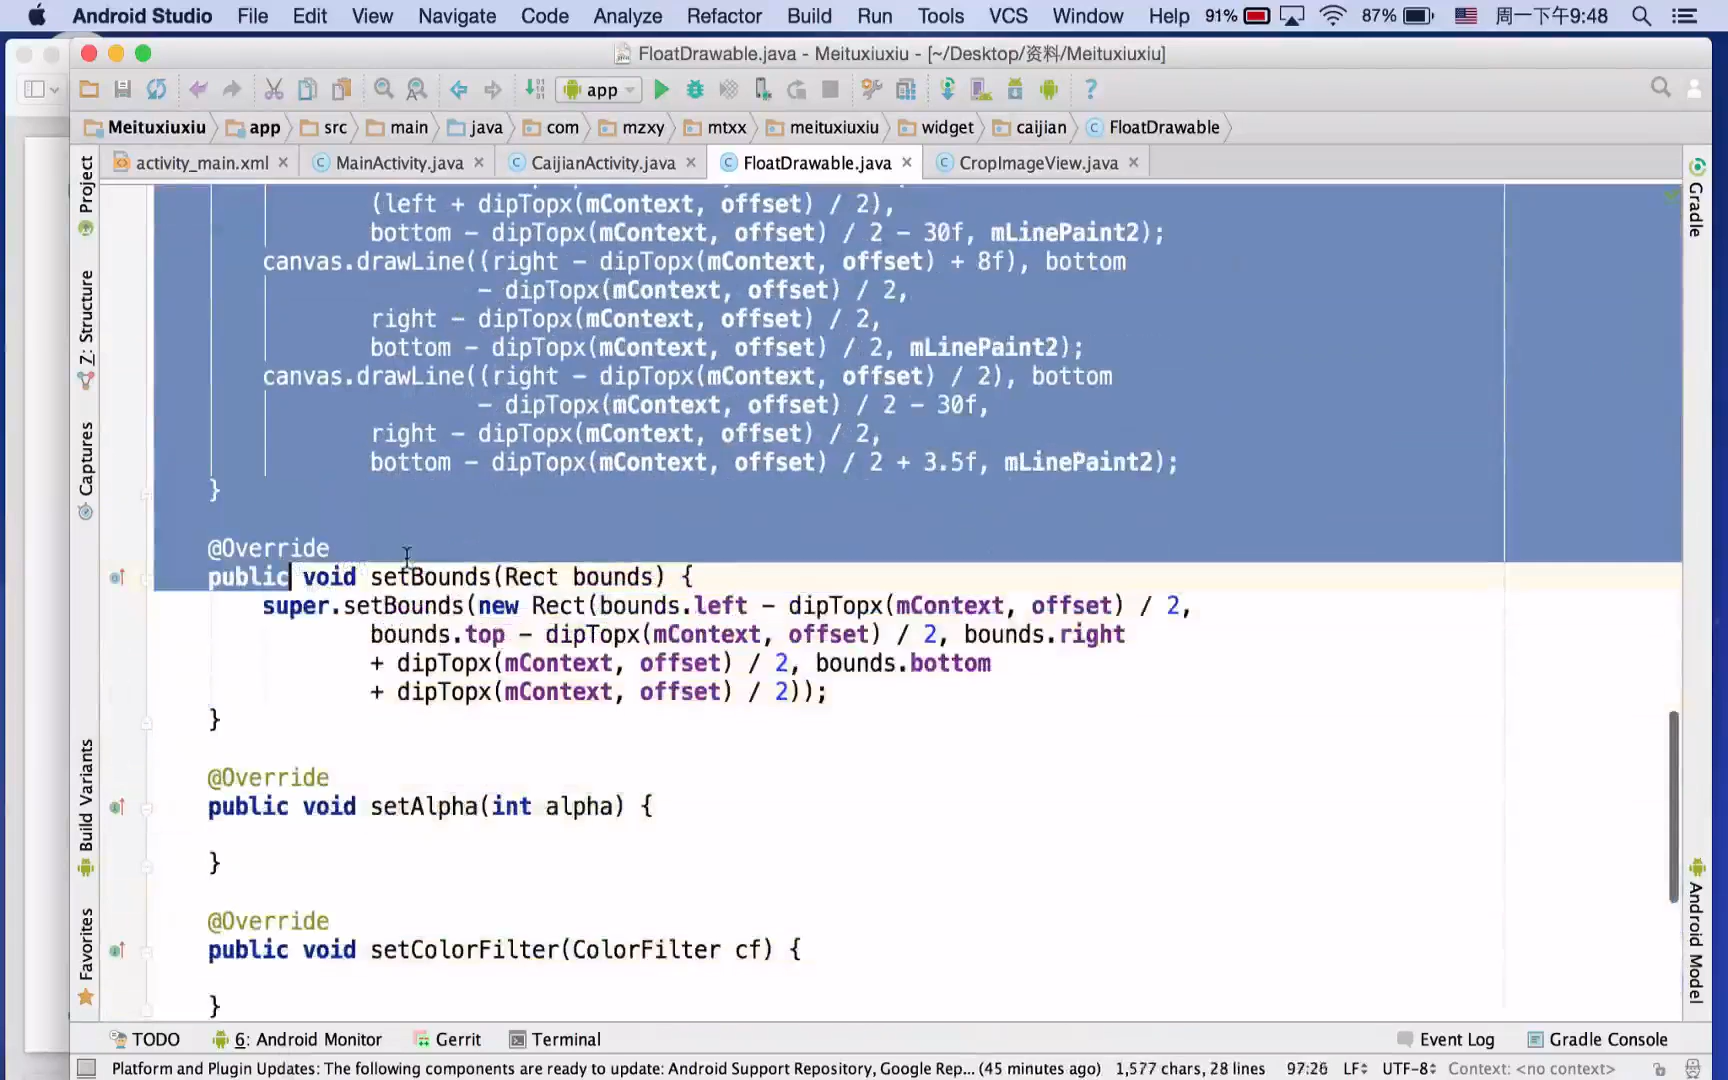 Android Studio File Edit View Navigate Code Analyze Refactor Build Run Tools VCS Window Help 91% 87% 周一下午9:48
FloatDrawable.java - Meituxiuxiu - [~/Desktop/资料/Meituxiuxiu]
app
Meituxiuxiu app src main java com mzxy mtxx meituxiuxiu widget caijian FloatDrawable
activity_main.xml MainActivity.java CaijianActivity.java FloatDrawable.java CropImageView.java
Project
Z: Structure
Captures
Build Variants
Favorites
(left + dipTopx(mContext, offset) / 2),
bottom - dipTopx(mContext, offset) / 2 - 30f, mLinePaint2);
canvas.drawLine((right - dipTopx(mContext, offset) + 8f), bottom
- dipTopx(mContext, offset) / 2,
right - dipTopx(mContext, offset) / 2,
bottom - dipTopx(mContext, offset) / 2, mLinePaint2);
canvas.drawLine((right - dipTopx(mContext, offset) / 2), bottom
- dipTopx(mContext, offset) / 2 - 30f,
right - dipTopx(mContext, offset) / 2,
bottom - dipTopx(mContext, offset) / 2 + 3.5f, mLinePaint2);
}
@Override
public void setBounds(Rect bounds) {
super.setBounds(new Rect(bounds.left - dipTopx(mContext, offset) / 2,
bounds.top - dipTopx(mContext, offset) / 2, bounds.right
+ dipTopx(mContext, offset) / 2, bounds.bottom
+ dipTopx(mContext, offset) / 2));
}
@Override
public void setAlpha(int alpha) {
}
@Override
public void setColorFilter(ColorFilter cf) {
}
Gradle
Android Model
TODO 6: Android Monitor Gerrit Terminal Event Log Gradle Console
Platform and Plugin Updates: The following components are ready to update: Android Support Repository, Google Rep... (45 minutes ago) 1,577 chars, 28 lines 97:26 LF UTF-8 Context: <no context>